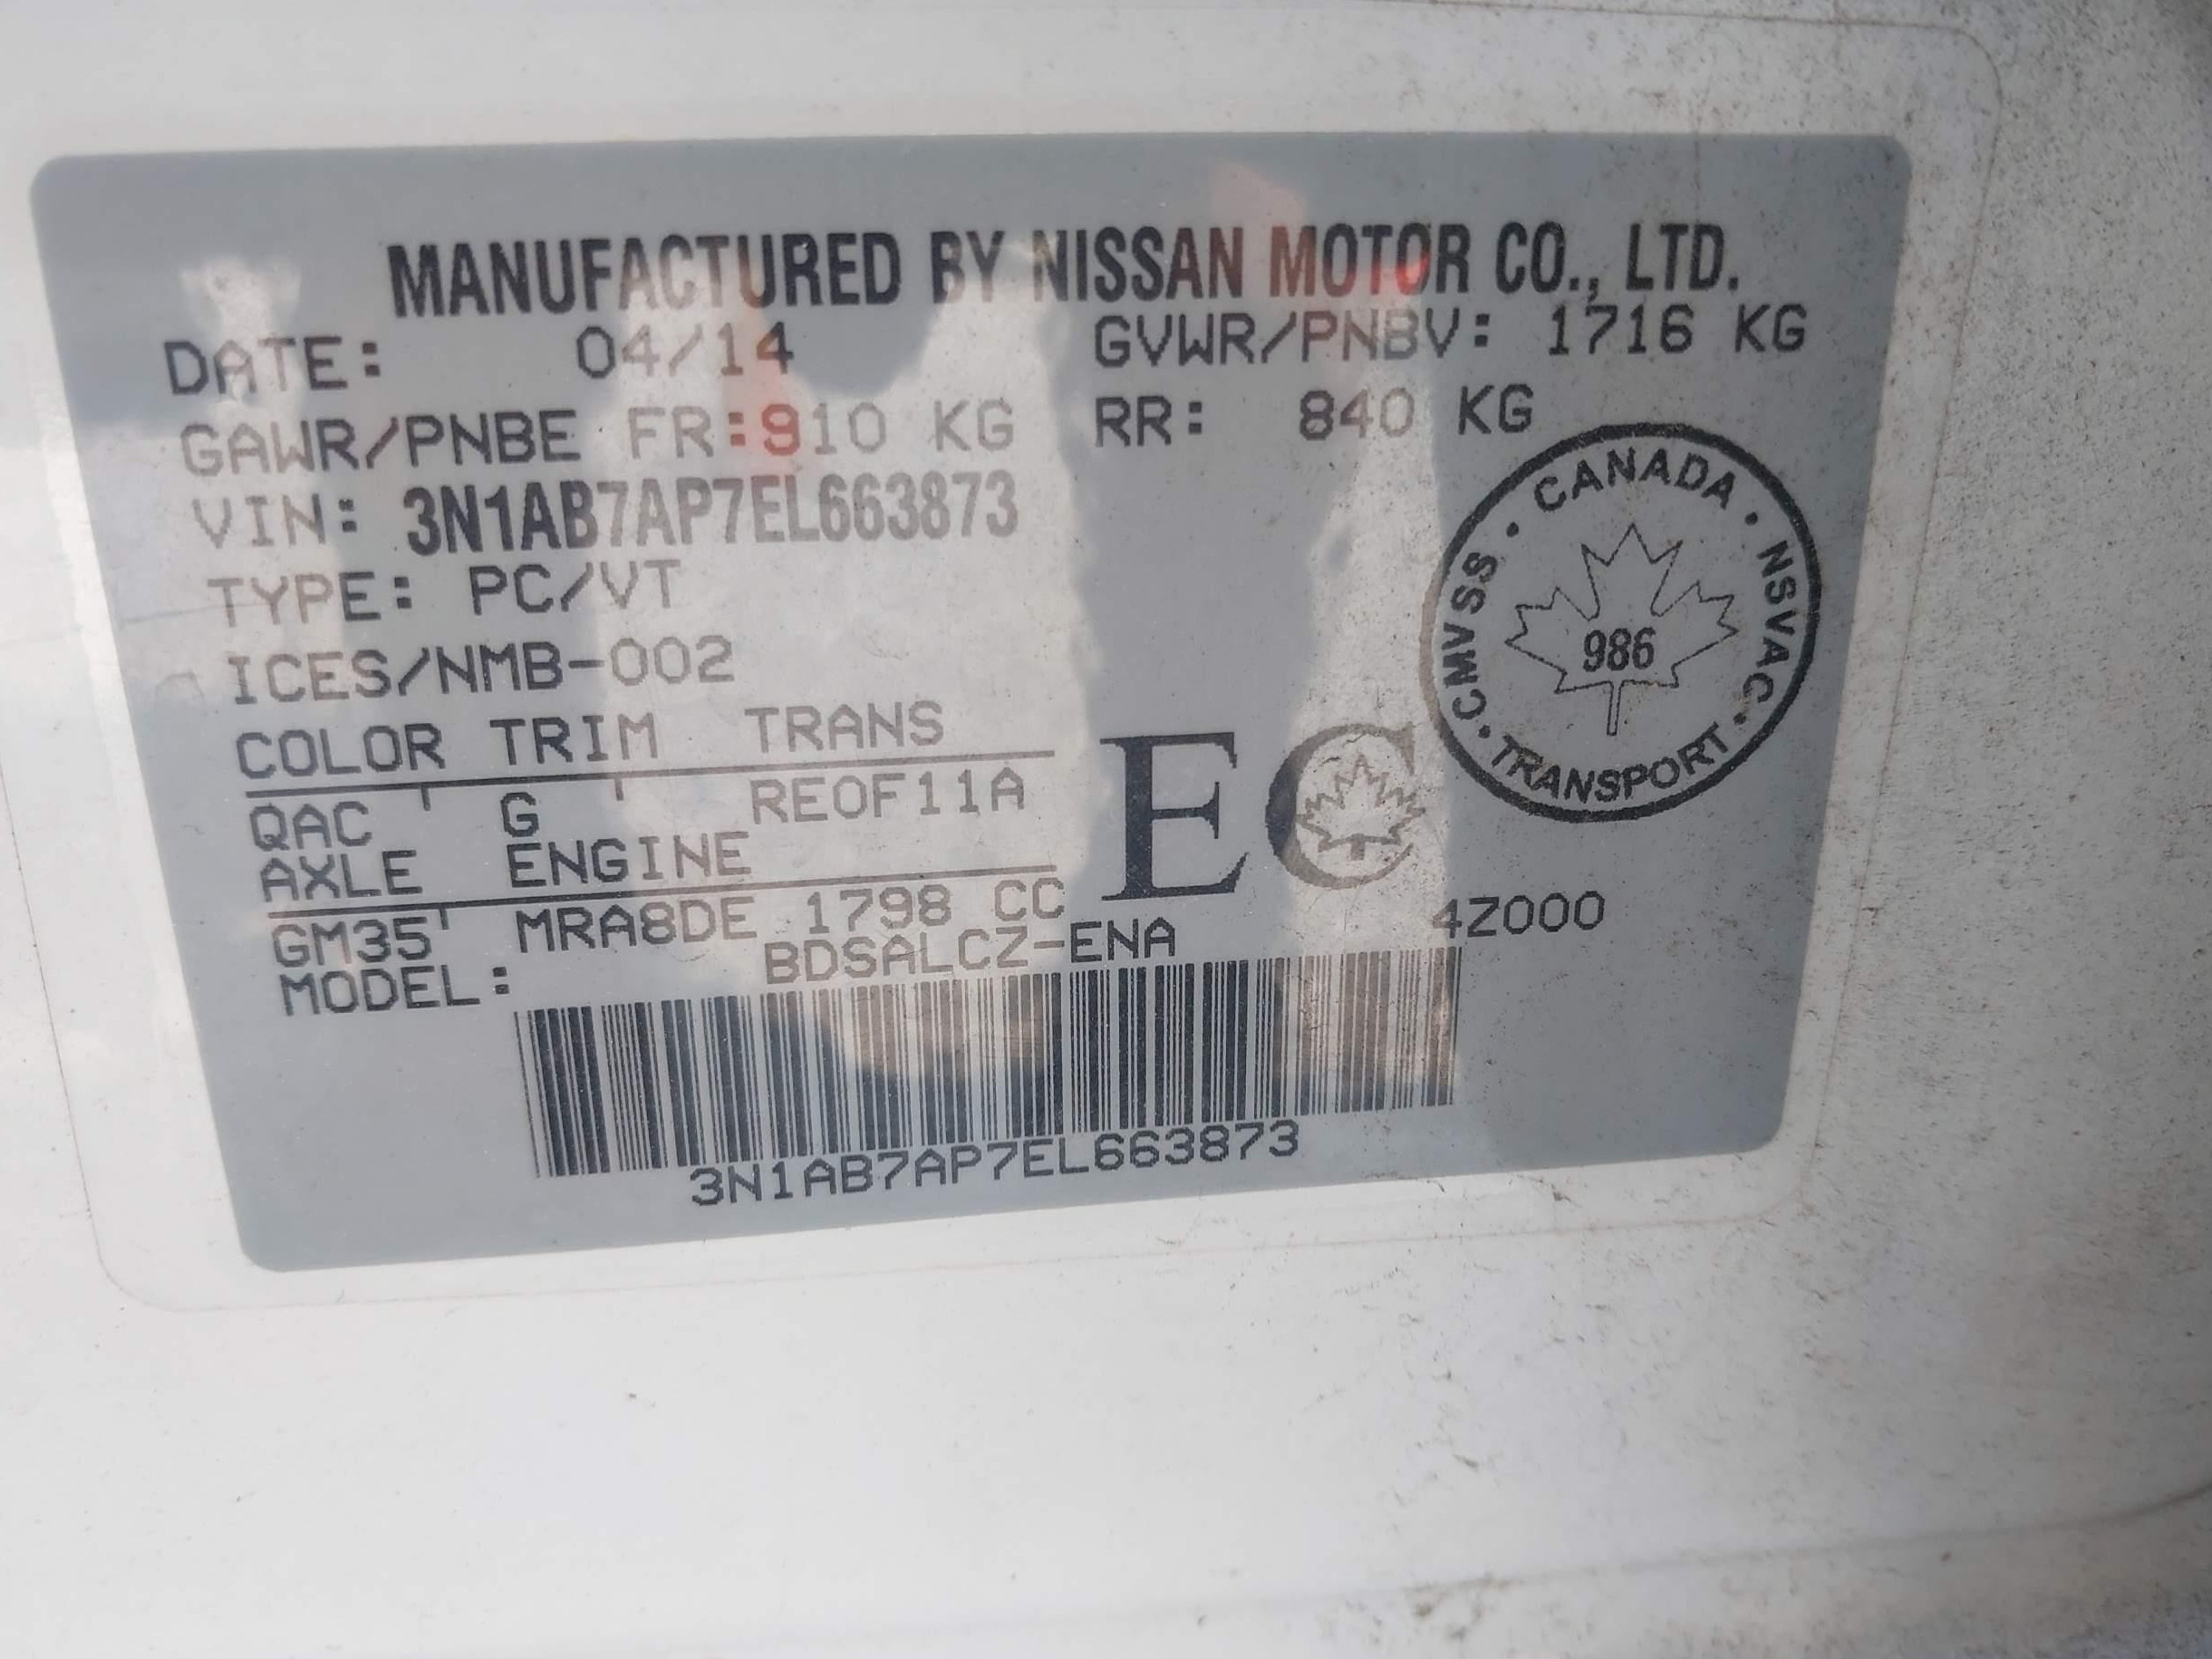 MANUFACTURED BY NISSAN MOTOR CO., LTD.
DATE: 04/14 GVWR/PNBV: 1716 KG
GAWR/PNBE FR:910 KG RR: 840 KG
VIN: 3N1AB7AP7EL663873
TYPE: PC/VT
ICES/NMB-002
COLOR TRIM TRANS
QAC G RE0F11A
AXLE ENGINE
GM35 MRA8DE 1798 CC
MODEL: BDSALCZ-ENA 4Z000
3N1AB7AP7EL663873
EC
CANADA · NSVAC · TRANSPORT · CMVSS ·
986